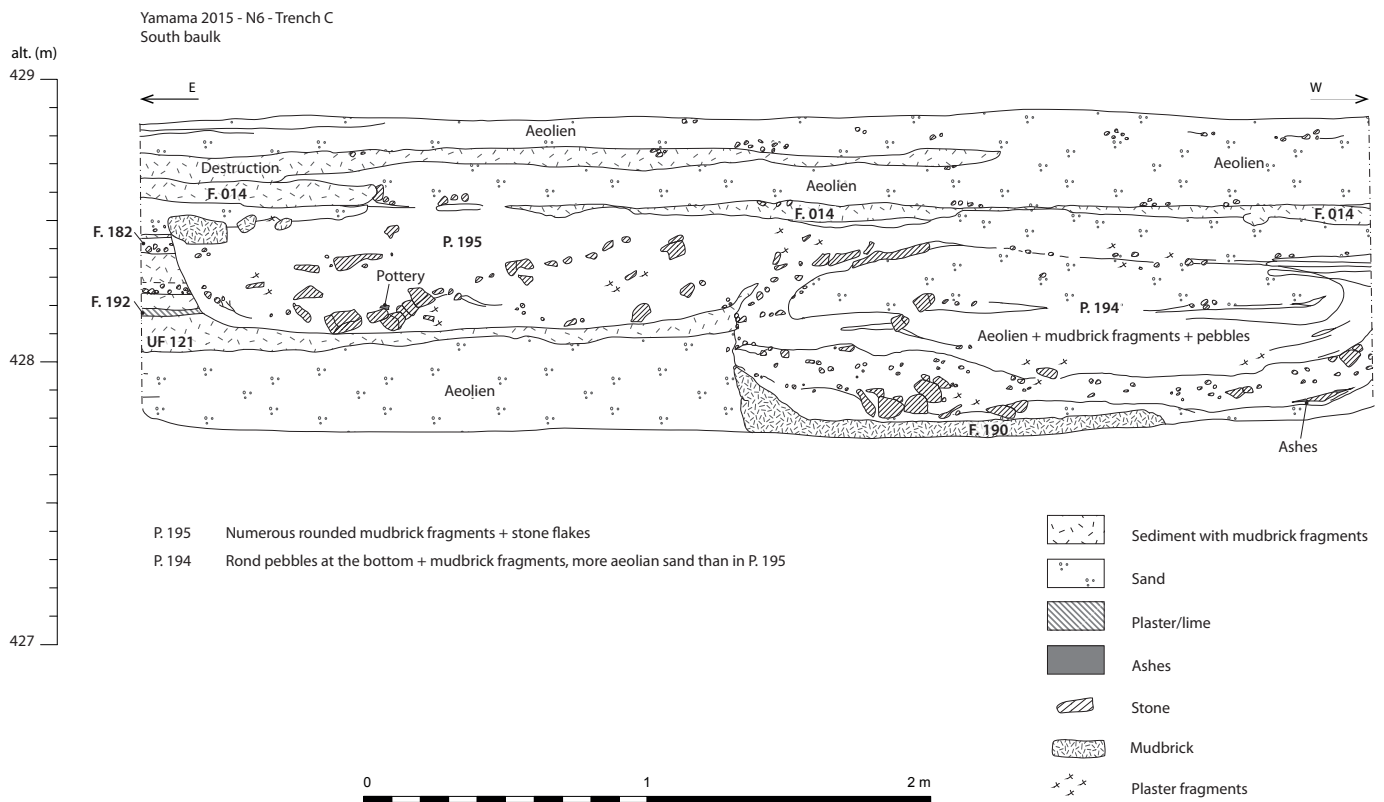 Yamama 2015 - N6 - Trench C
South baulk
alt. (m)
429
E
W
Aeolien
Destruction
Aeolien
Aeolien
F. 014
F. 014
F. 014
F. 182
P. 195
Pottery
F. 192
P. 194
Aeolien + mudbrick fragments + pebbles
UF 121
428
Aeolien
F. 190
Ashes
P. 195 Numerous rounded mudbrick fragments + stone flakes
P. 194 Rond pebbles at the bottom + mudbrick fragments, more aeolian sand than in P. 195
427
Sediment with mudbrick fragments
Sand
Plaster/lime
Ashes
Stone
Mudbrick
Plaster fragments
0 1 2 m